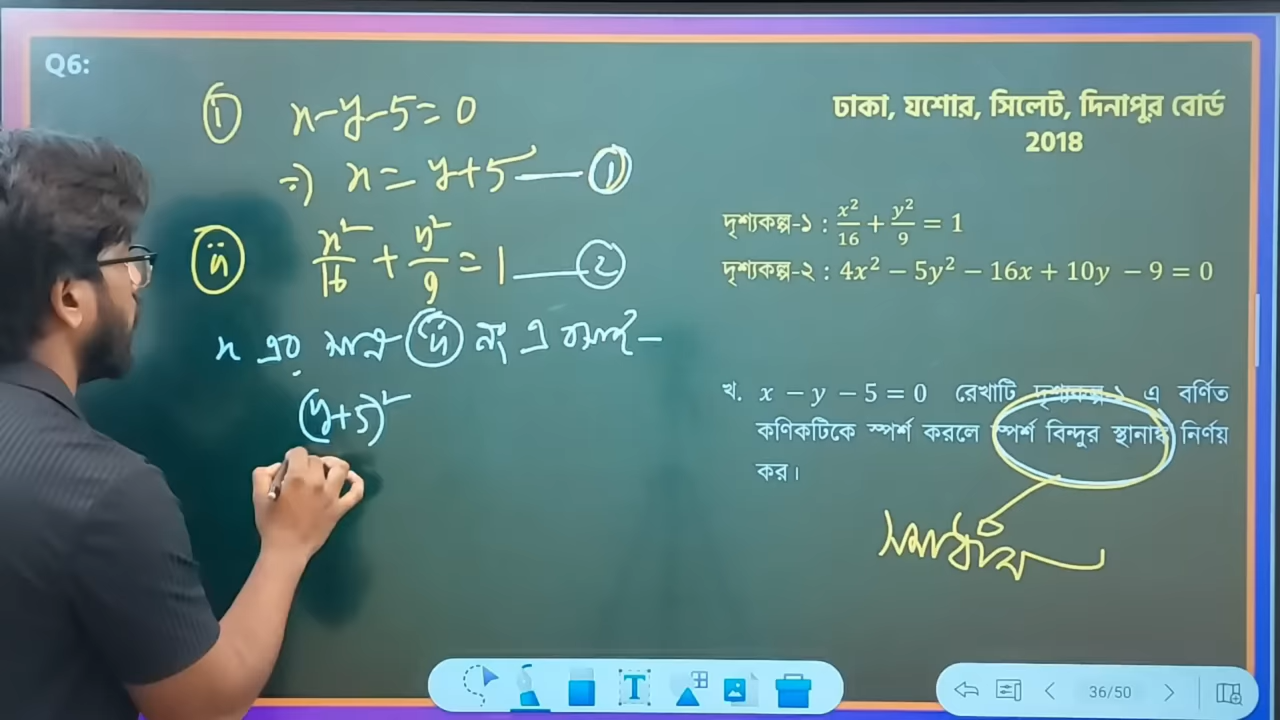 Q6:
① x - y - 5 = 0
⇒ x = y + 5 — ①
ⅱ x²/16 + y²/9 = 1 — ②
x এর মান ⅱ নং এ বসাই -
(y+5)²
ঢাকা, যশোর, সিলেট, দিনাপুর বোর্ড
2018
দৃশ্যকল্প-১ : x²/16 + y²/9 = 1
দৃশ্যকল্প-২ : 4x² − 5y² − 16x + 10y − 9 = 0
খ. x − y − 5 = 0 রেখাটি দৃশ্যকল্প-১ এ বর্ণিত
কণিকটিকে স্পর্শ করলে স্পর্শ বিন্দুর স্থানাঙ্ক নির্ণয়
কর।
সমাধান
T
36/50